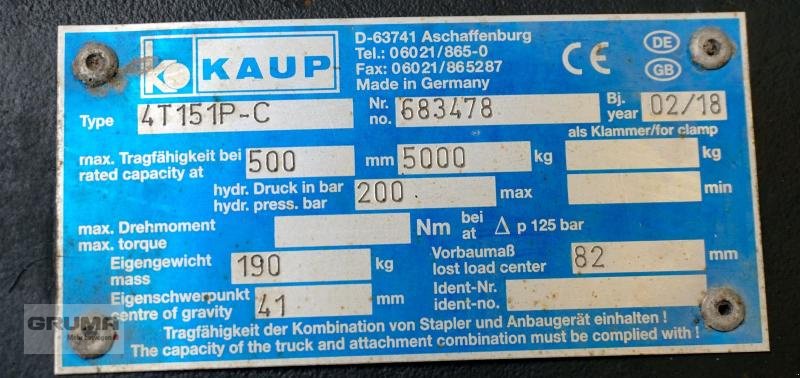 ko KAUP
D-63741 Aschaffenburg
Tel.: 06021/865-0
Fax: 06021/865287
Made in Germany
CE
DE
GB
Type 4T151P-C Nr. no. 683478 Bj. year 02/18
als Klammer/for clamp
max. Tragfähigkeit bei
rated capacity at 500 mm 5000 kg kg
hydr. Druck in bar
hydr. press. bar 200 max min
max. Drehmoment
max. torque Nm bei at Δ p 125 bar
Eigengewicht
mass 190 kg
Vorbaumaß
lost load center 82 mm
Eigenschwerpunkt
centre of gravity 41 mm
Ident-Nr.
ident-no.
Tragfähigkeit der Kombination von Stapler und Anbaugerät einhalten !
The capacity of the truck and attachment combination must be complied with !
GRUMA